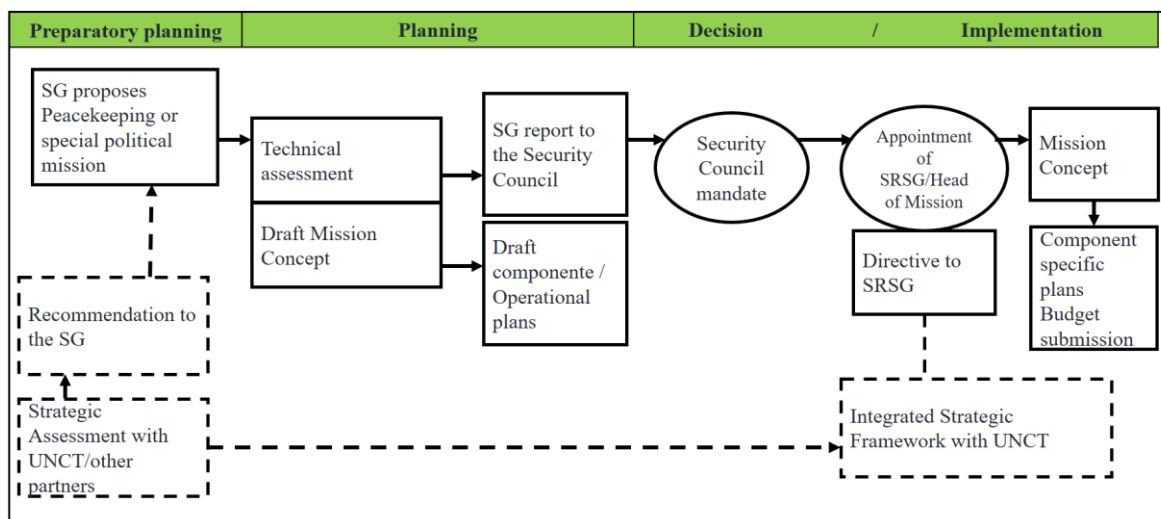 Preparatory planning
Planning
Decision / Implementation
SG proposes
Peacekeeping or
special political
mission
Recommendation to
the SG
Strategic
Assessment with
UNCT/other
partners
Technical
assessment
Draft Mission
Concept
SG report to
the Security
Council
Draft
componente /
Operational
plans
Security
Council
mandate
Appointment
of
SRSG/Head
of Mission
Directive to
SRSG
Integrated Strategic
Framework with UNCT
Mission
Concept
Component
specific
plans
Budget
submission